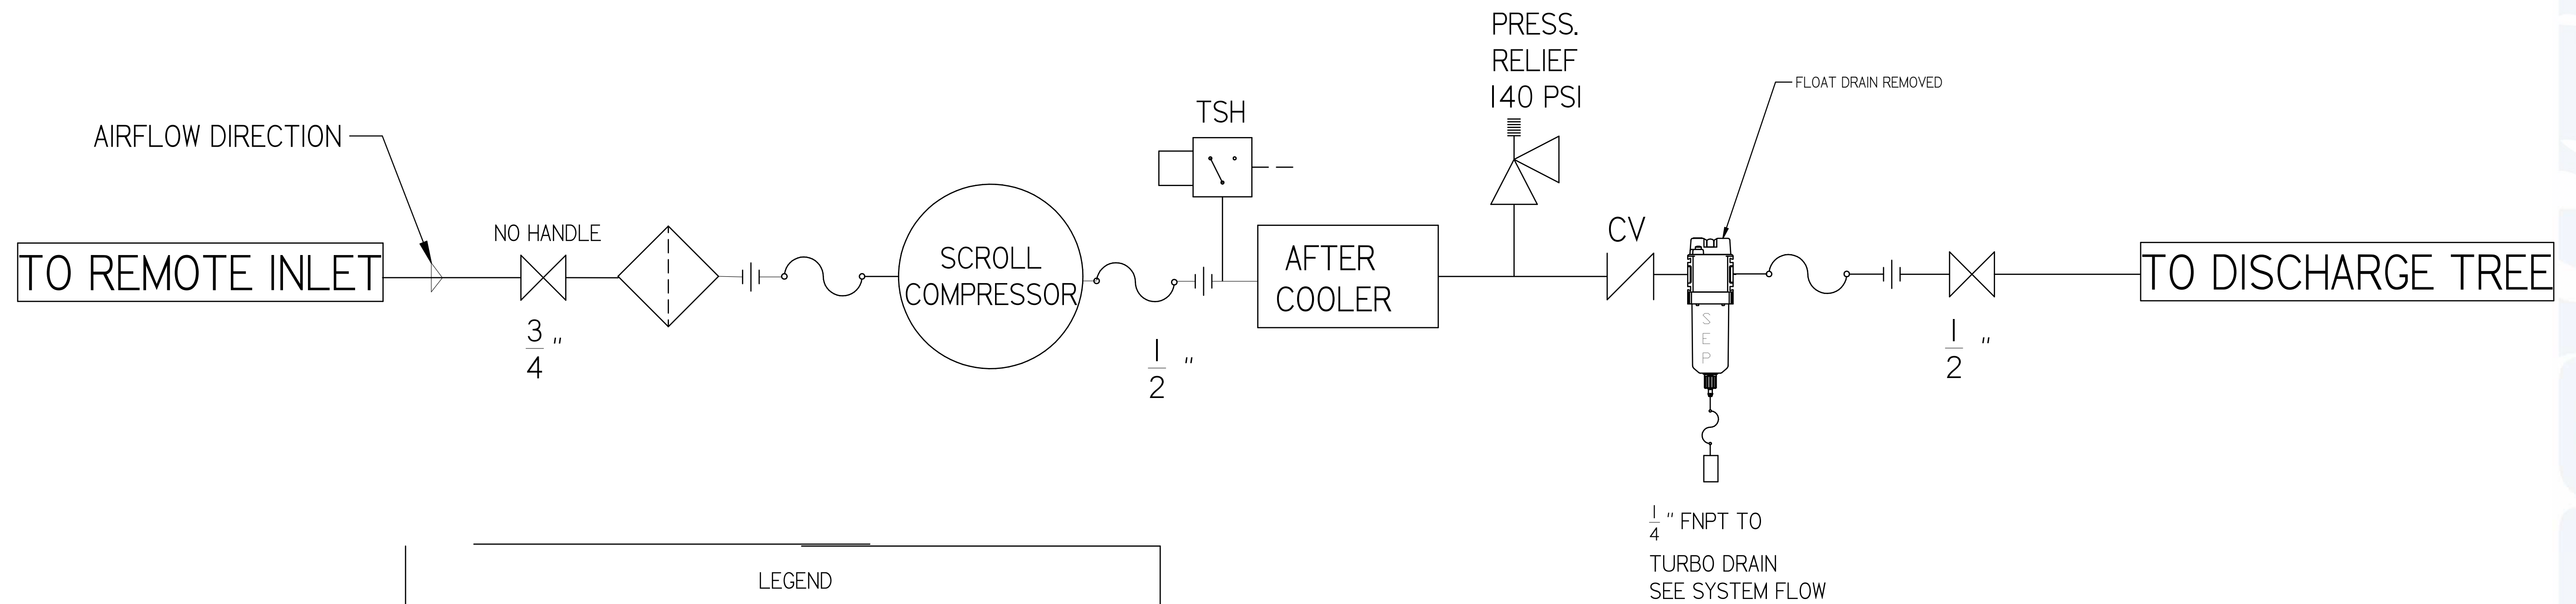 PRESS.
RELIEF
140 PSI
FLOAT DRAIN REMOVED
TSH
AIRFLOW DIRECTION
NO HANDLE
CV
TO REMOTE INLET
SCROLL
COMPRESSOR
AFTER
COOLER
TO DISCHARGE TREE
S
E
P
3/4 "
1/2 "
1/2 "
1/4 " FNPT TO
TURBO DRAIN
SEE SYSTEM FLOW
LEGEND